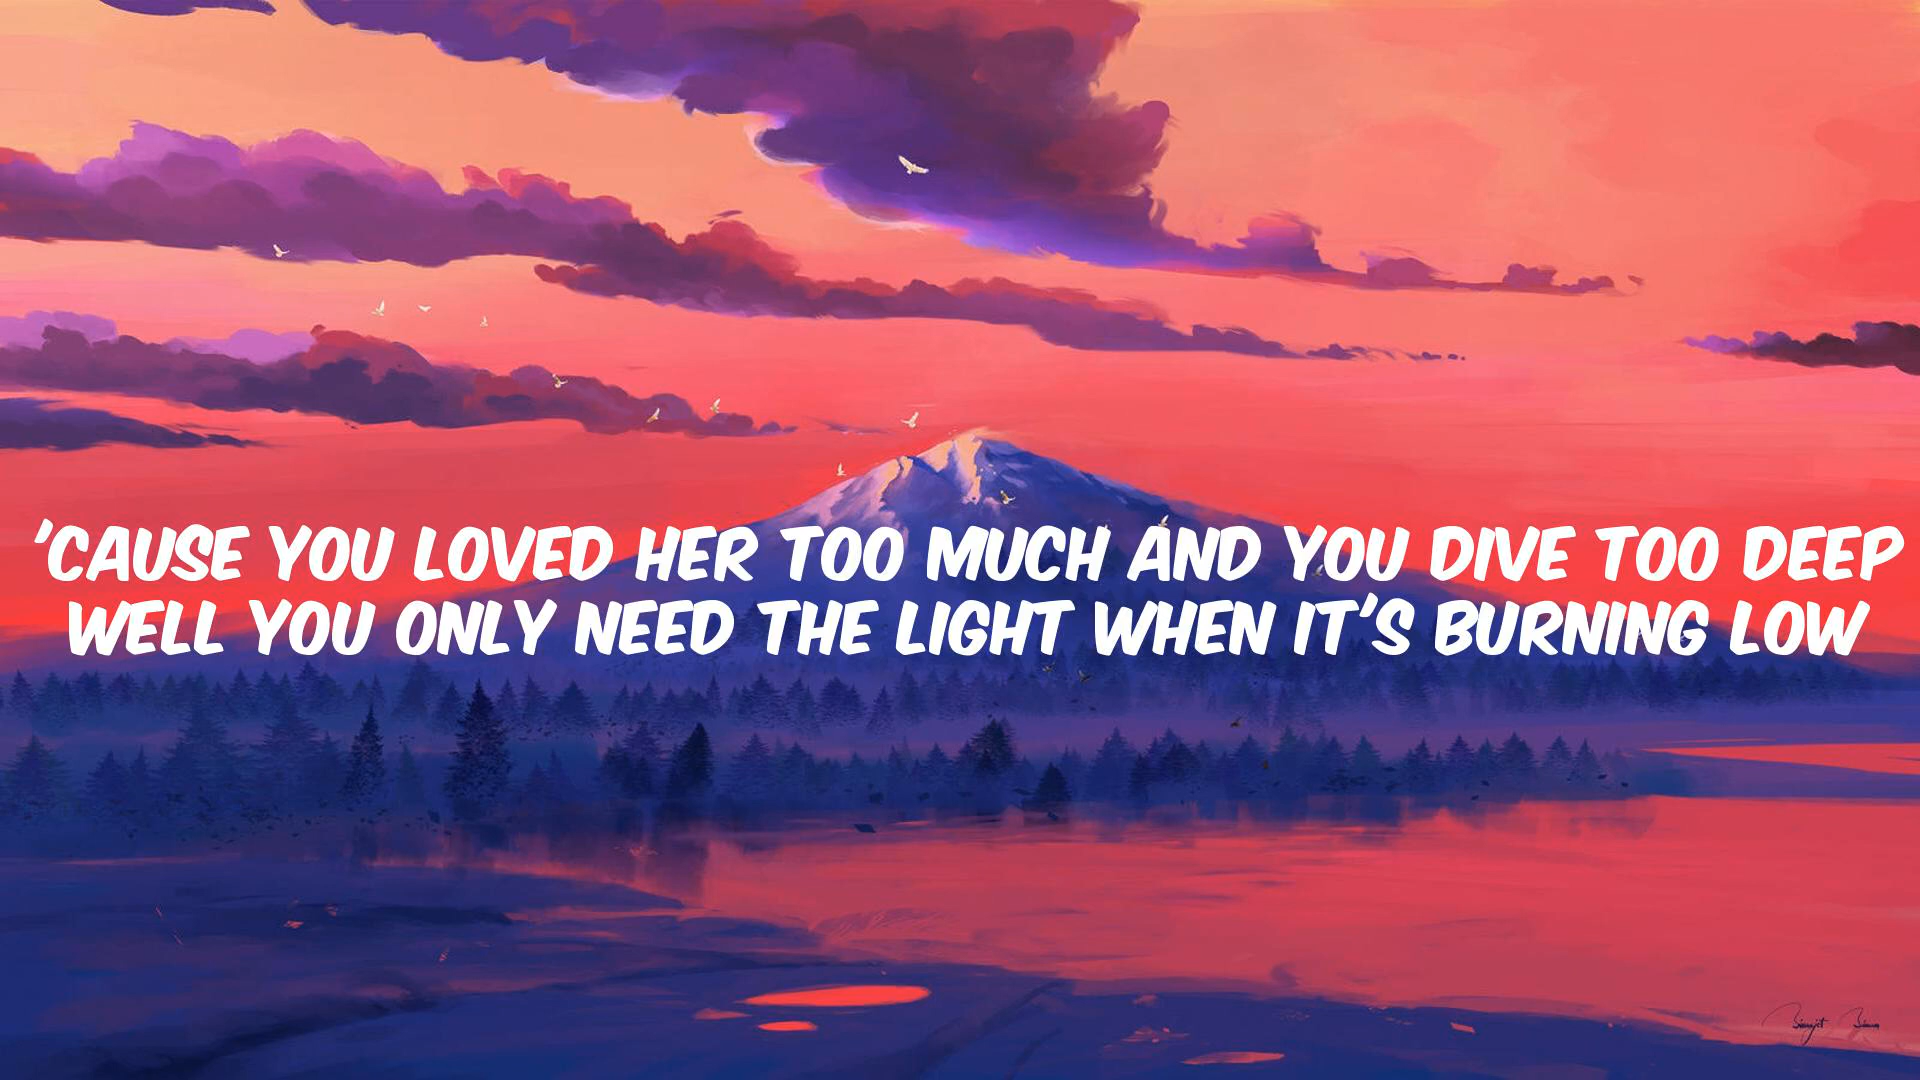 'CAUSE YOU LOVED HER TOO MUCH AND YOU DIVE TOO DEEP
WELL YOU ONLY NEED THE LIGHT WHEN IT'S BURNING LOW